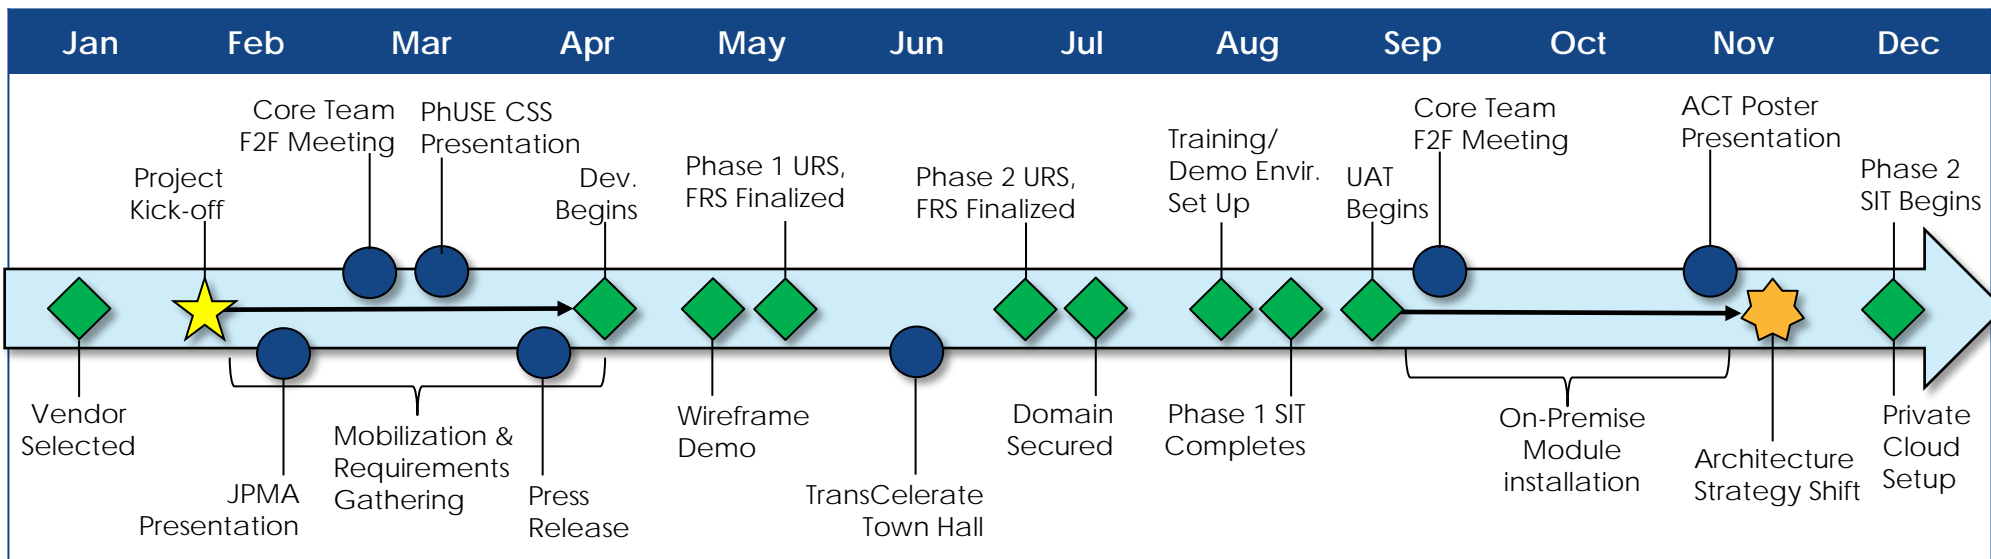 Jan Feb Mar Apr May Jun Jul Aug Sep Oct Nov Dec
Project
Kick-off
Core Team
F2F Meeting
PhUSE CSS
Presentation
Dev.
Begins
Phase 1 URS,
FRS Finalized
Phase 2 URS,
FRS Finalized
Training/
Demo Envir.
Set Up
UAT
Begins
Core Team
F2F Meeting
ACT Poster
Presentation
Phase 2
SIT Begins
Vendor
Selected
JPMA
Presentation
Mobilization &
Requirements
Gathering
Press
Release
Wireframe
Demo
TransCelerate
Town Hall
Domain
Secured
Phase 1 SIT
Completes
On-Premise
Module
installation
Architecture
Strategy Shift
Private
Cloud
Setup